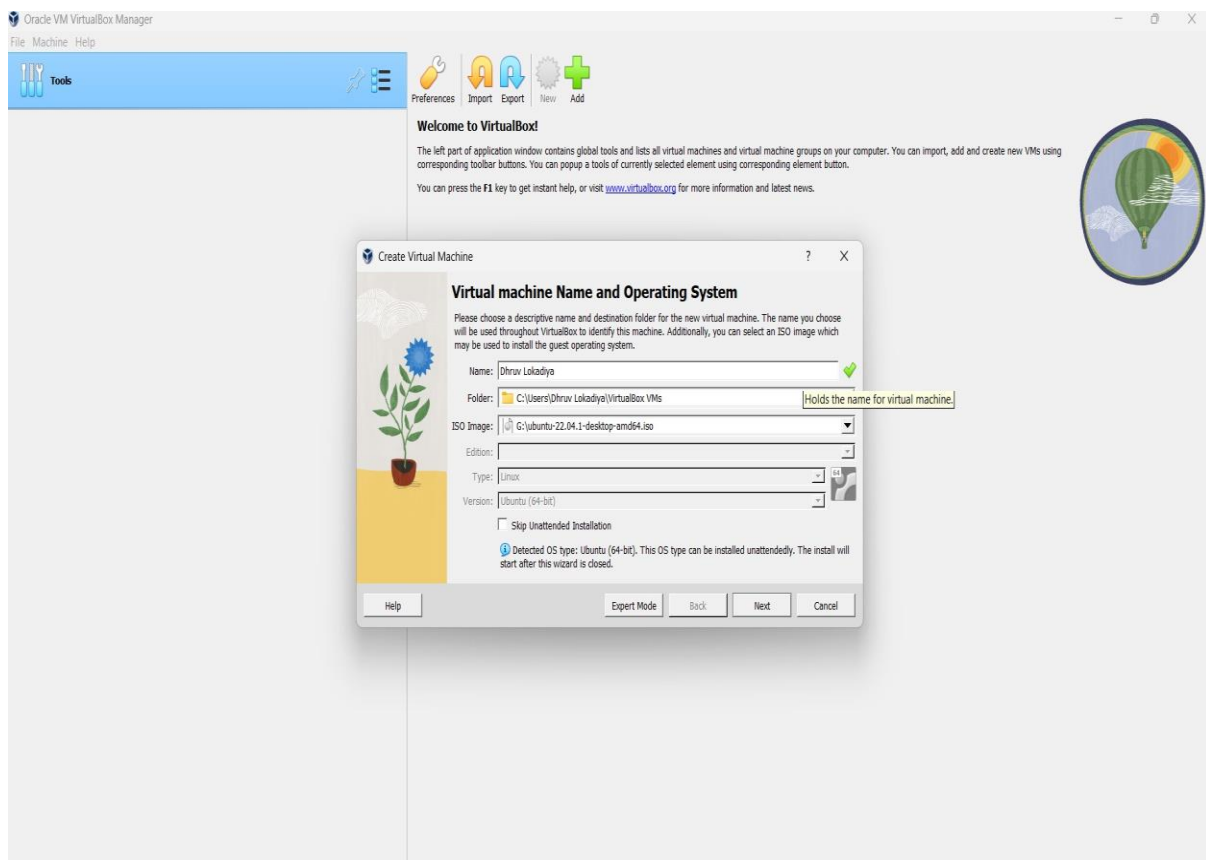 Oracle VM VirtualBox Manager
File Machine Help
Tools
Preferences Import Export New Add
Welcome to VirtualBox!
The left part of application window contains global tools and lists all virtual machines and virtual machine groups on your computer. You can import, add and create new VMs using
corresponding toolbar buttons. You can popup a tools of currently selected element using corresponding element button.
You can press the F1 key to get instant help, or visit www.virtualbox.org for more information and latest news.
Create Virtual Machine
? X
Virtual machine Name and Operating System
Please choose a descriptive name and destination folder for the new virtual machine. The name you choose
will be used throughout VirtualBox to identify this machine. Additionally, you can select an ISO image which
may be used to install the guest operating system.
Name: Dhruv Lokadiya
Folder: C:\Users\Dhruv Lokadiya\VirtualBox VMs
Holds the name for virtual machine.
ISO Image: G:\ubuntu-22.04.1-desktop-amd64.iso
Edition:
Type: Linux
64
Version: Ubuntu (64-bit)
Skip Unattended Installation
Detected OS type: Ubuntu (64-bit). This OS type can be installed unattendedly. The install will
start after this wizard is closed.
Help Expert Mode Back Next Cancel